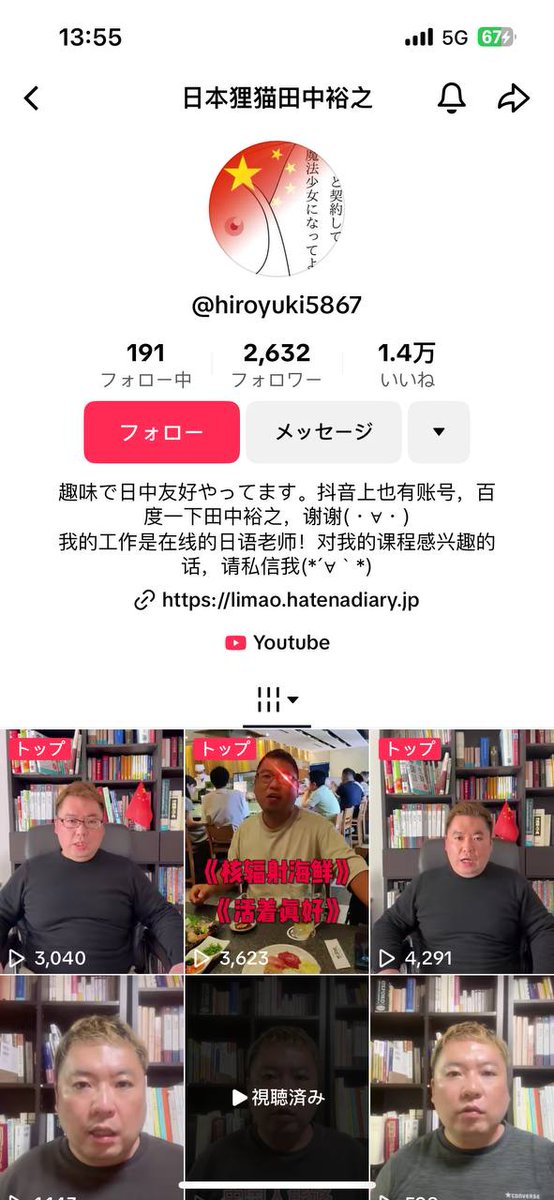 13:55
5G
67
日本狸猫田中裕之
と契約して
魔法少女になってよ
@hiroyuki5867
191
フォロー中
2,632
フォロワー
1.4万
いいね
フォロー
メッセージ
趣味で日中友好やってます。抖音上也有账号，百
度一下田中裕之，谢谢(・∀・)
我的工作是在线的日语老师！对我的课程感兴趣的
话，请私信我(*´∀｀*)
https://limao.hatenadiary.jp
Youtube
トップ
トップ
トップ
《核辐射海鲜》
《活着真好》
3,040
3,623
4,291
視聴済み
CONVERSE